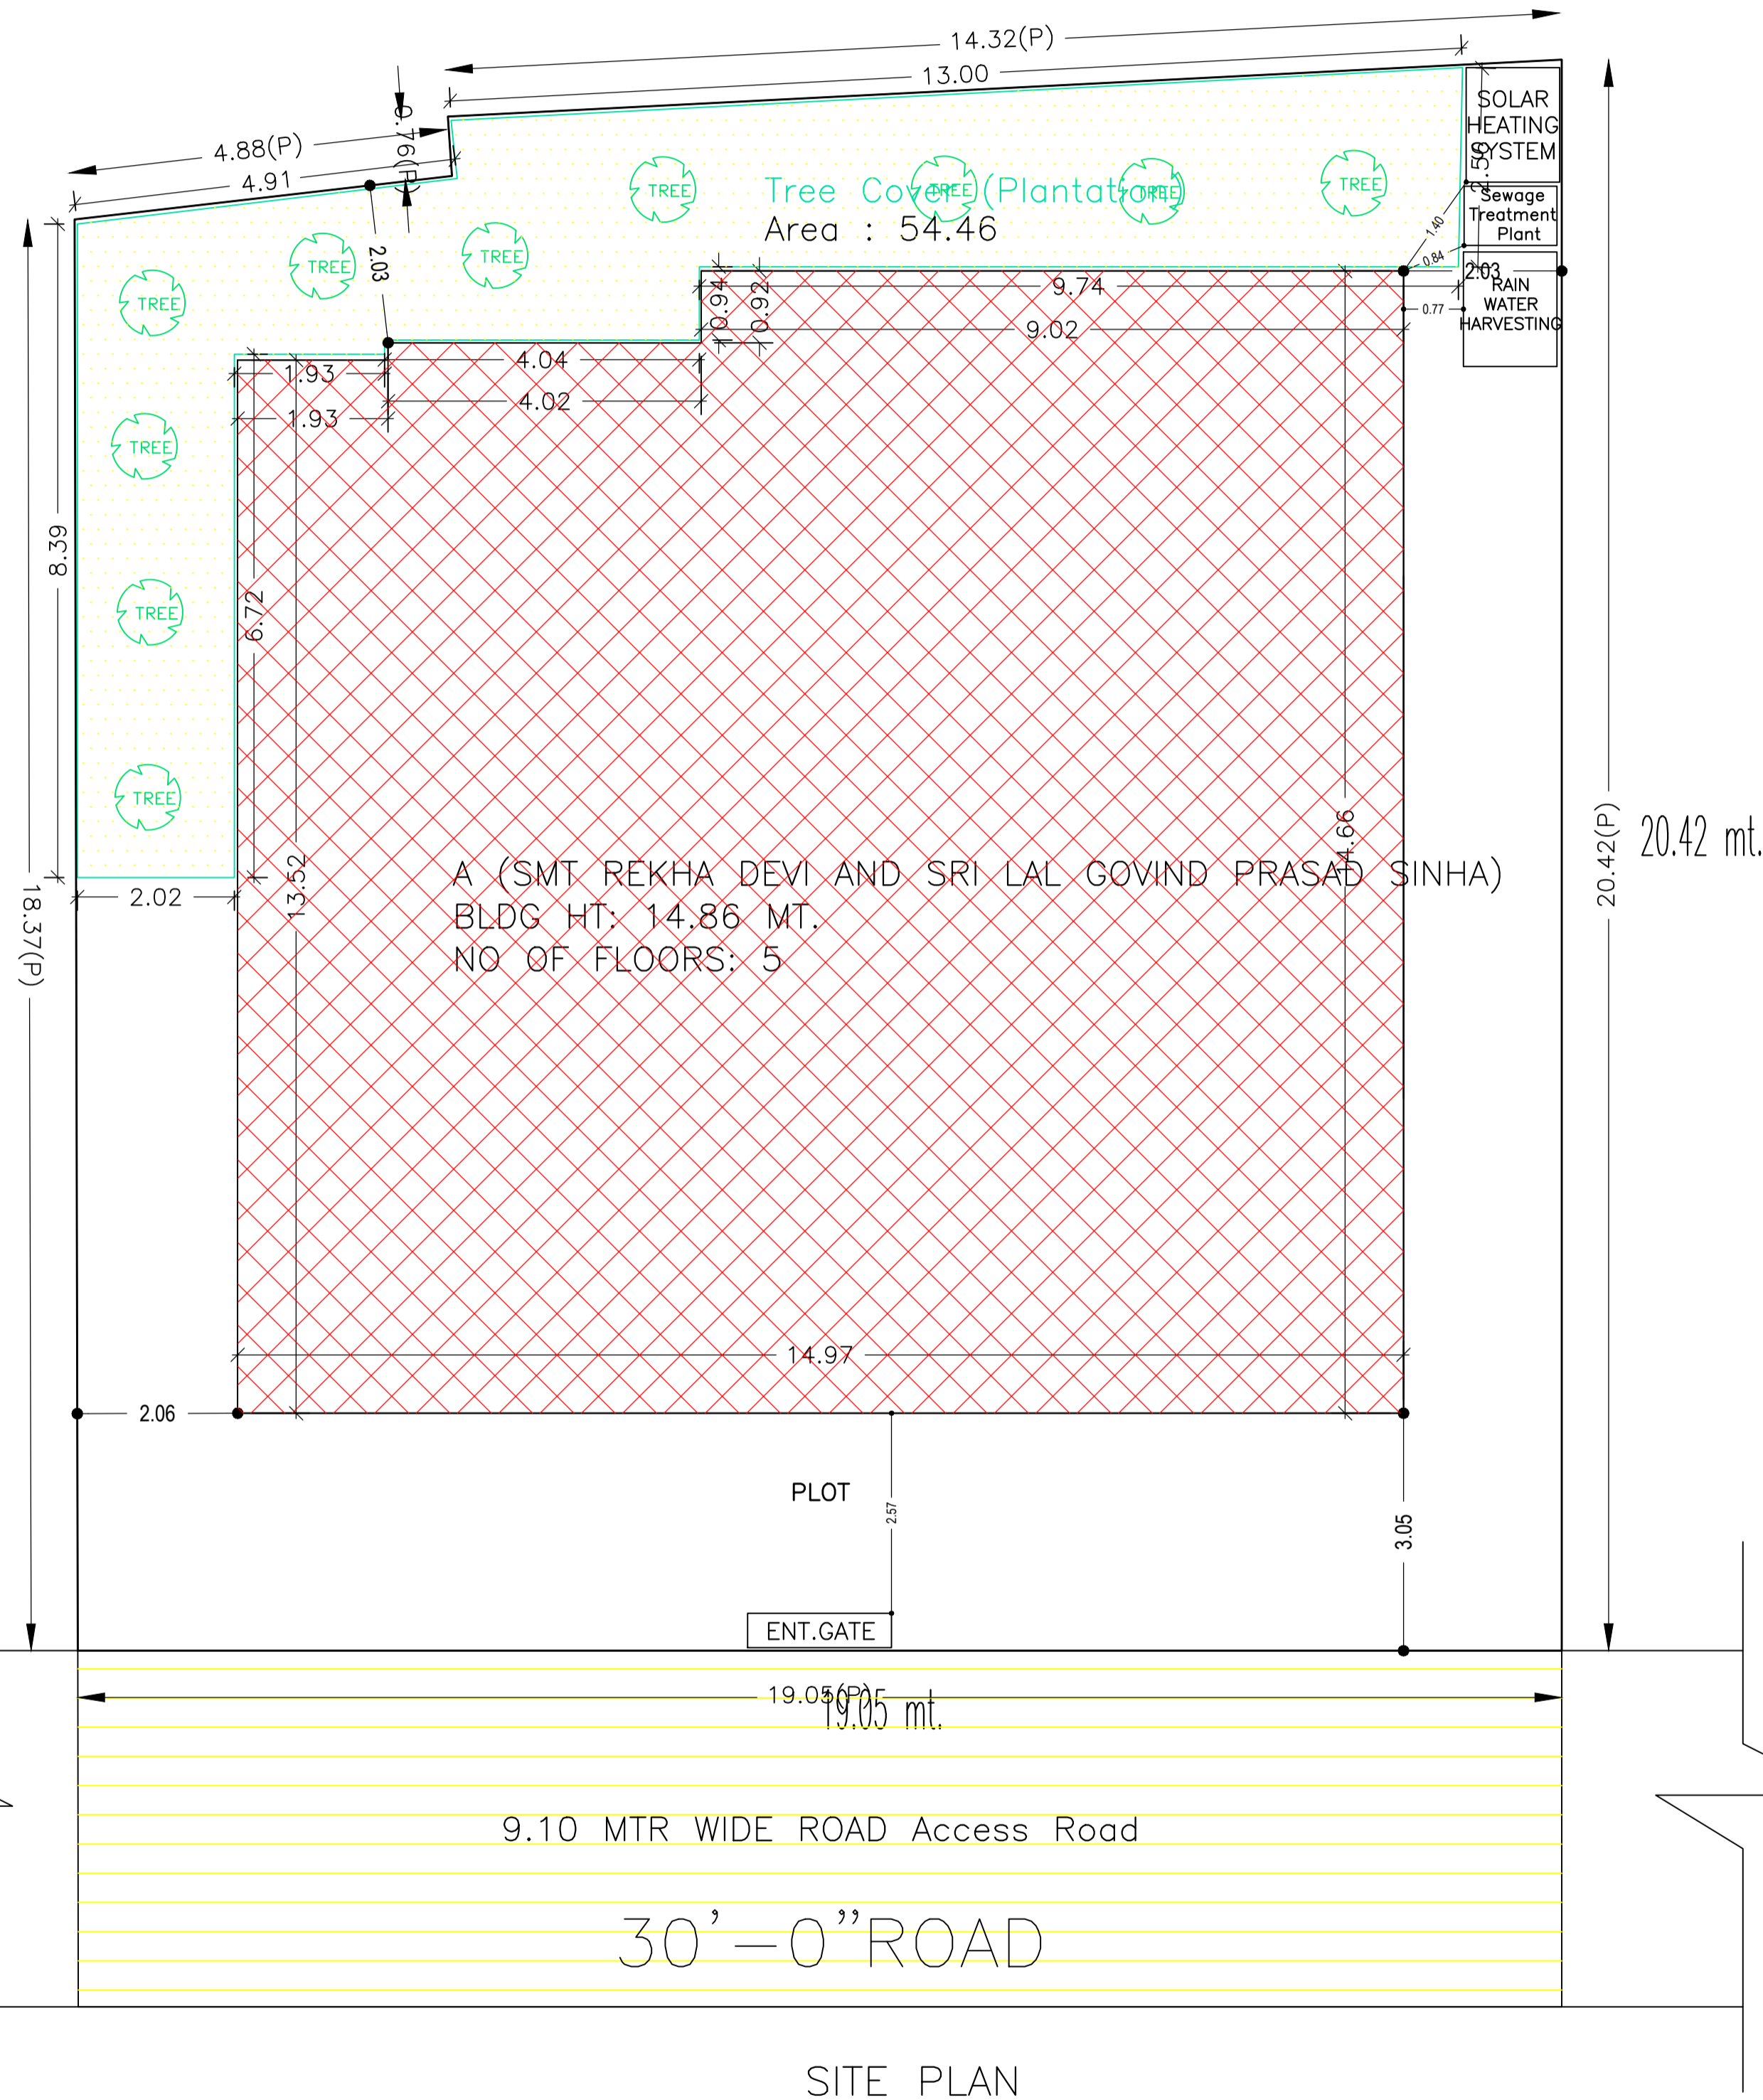 14.32(P)
13.00
4.88(P)
4.91
0.76(P)
SOLAR
HEATING
SYSTEM
2.56
TREE
TREE
TREE
TREE
Tree Cover (Plantation)
Area : 54.46
Sewage
Treatment
Plant
1.40
0.84
2.03
RAIN
WATER
HARVESTING
0.77
TREE
TREE
TREE
2.03
0.94
0.92
9.74
9.02
4.04
4.02
1.93
1.93
TREE
8.39
6.72
TREE
TREE
2.02
18.37(P)
13.52
14.66
20.42(P)
20.42 mt.
A (SMT REKHA DEVI AND SRI LAL GOVIND PRASAD SINHA)
BLDG HT: 14.86 MT.
NO OF FLOORS: 5
14.97
2.06
PLOT
2.57
3.05
ENT.GATE
19.05(P)
19.05 mt.
9.10 MTR WIDE ROAD Access Road
30'-0"ROAD
SITE PLAN